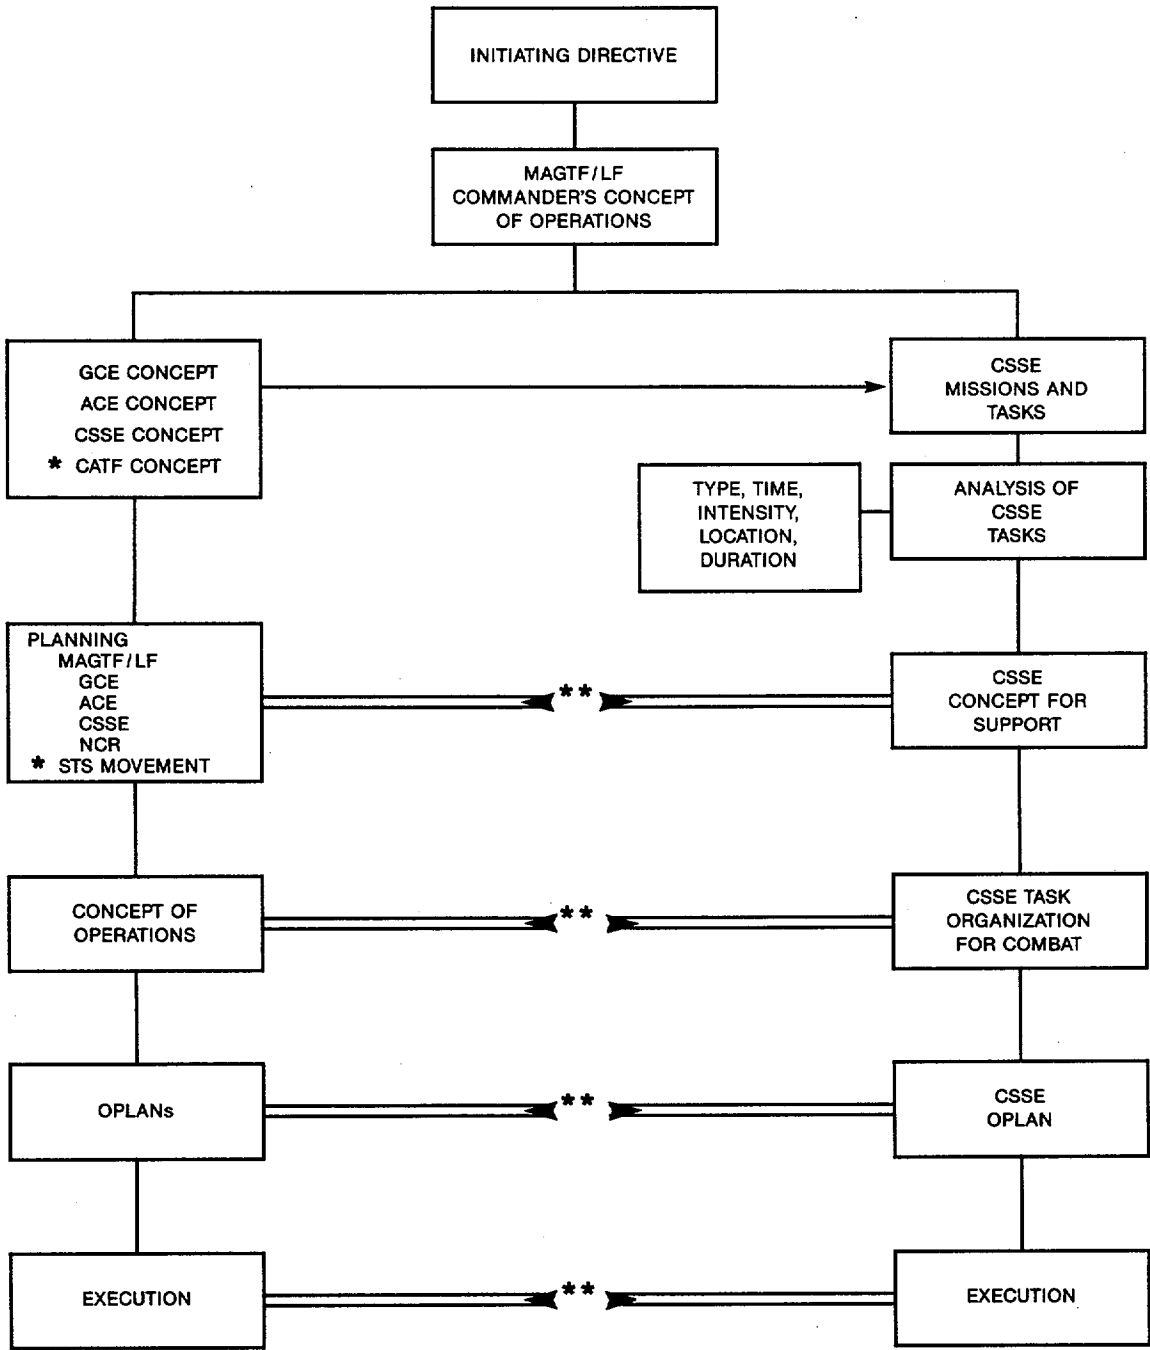 INITIATING DIRECTIVE
MAGTF/LF
COMMANDER'S CONCEPT
OF OPERATIONS
GCE CONCEPT
ACE CONCEPT
CSSE CONCEPT
* CATF CONCEPT
CSSE
MISSIONS AND
TASKS
TYPE, TIME,
INTENSITY,
LOCATION,
DURATION
ANALYSIS OF
CSSE
TASKS
PLANNING
MAGTF/LF
GCE
ACE
CSSE
NCR
* STS MOVEMENT
**
CSSE
CONCEPT FOR
SUPPORT
CONCEPT OF
OPERATIONS
**
CSSE TASK
ORGANIZATION
FOR COMBAT
OPLANs
**
CSSE
OPLAN
EXECUTION
**
EXECUTION